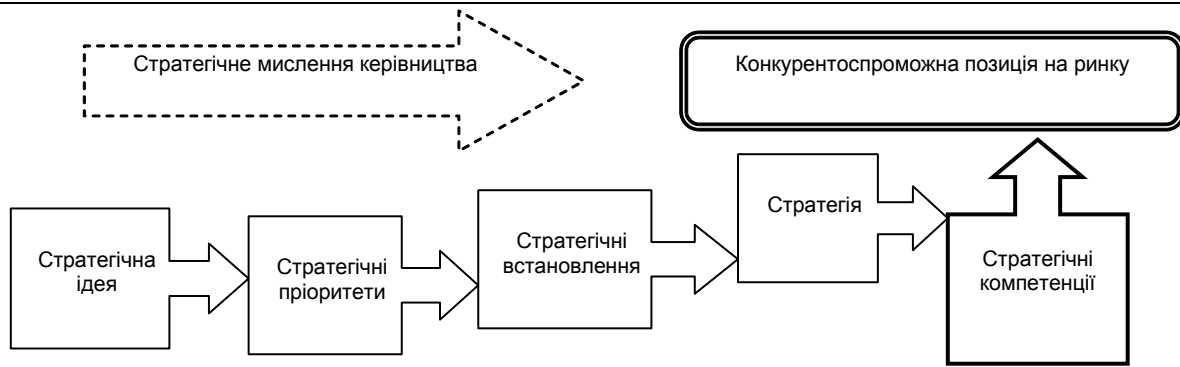 Стратегічне мислення керівництва
Конкурентоспроможна позиція на ринку
Стратегічна
ідея
Стратегічні
пріоритети
Стратегічні
встановлення
Стратегія
Стратегічні
компетенції